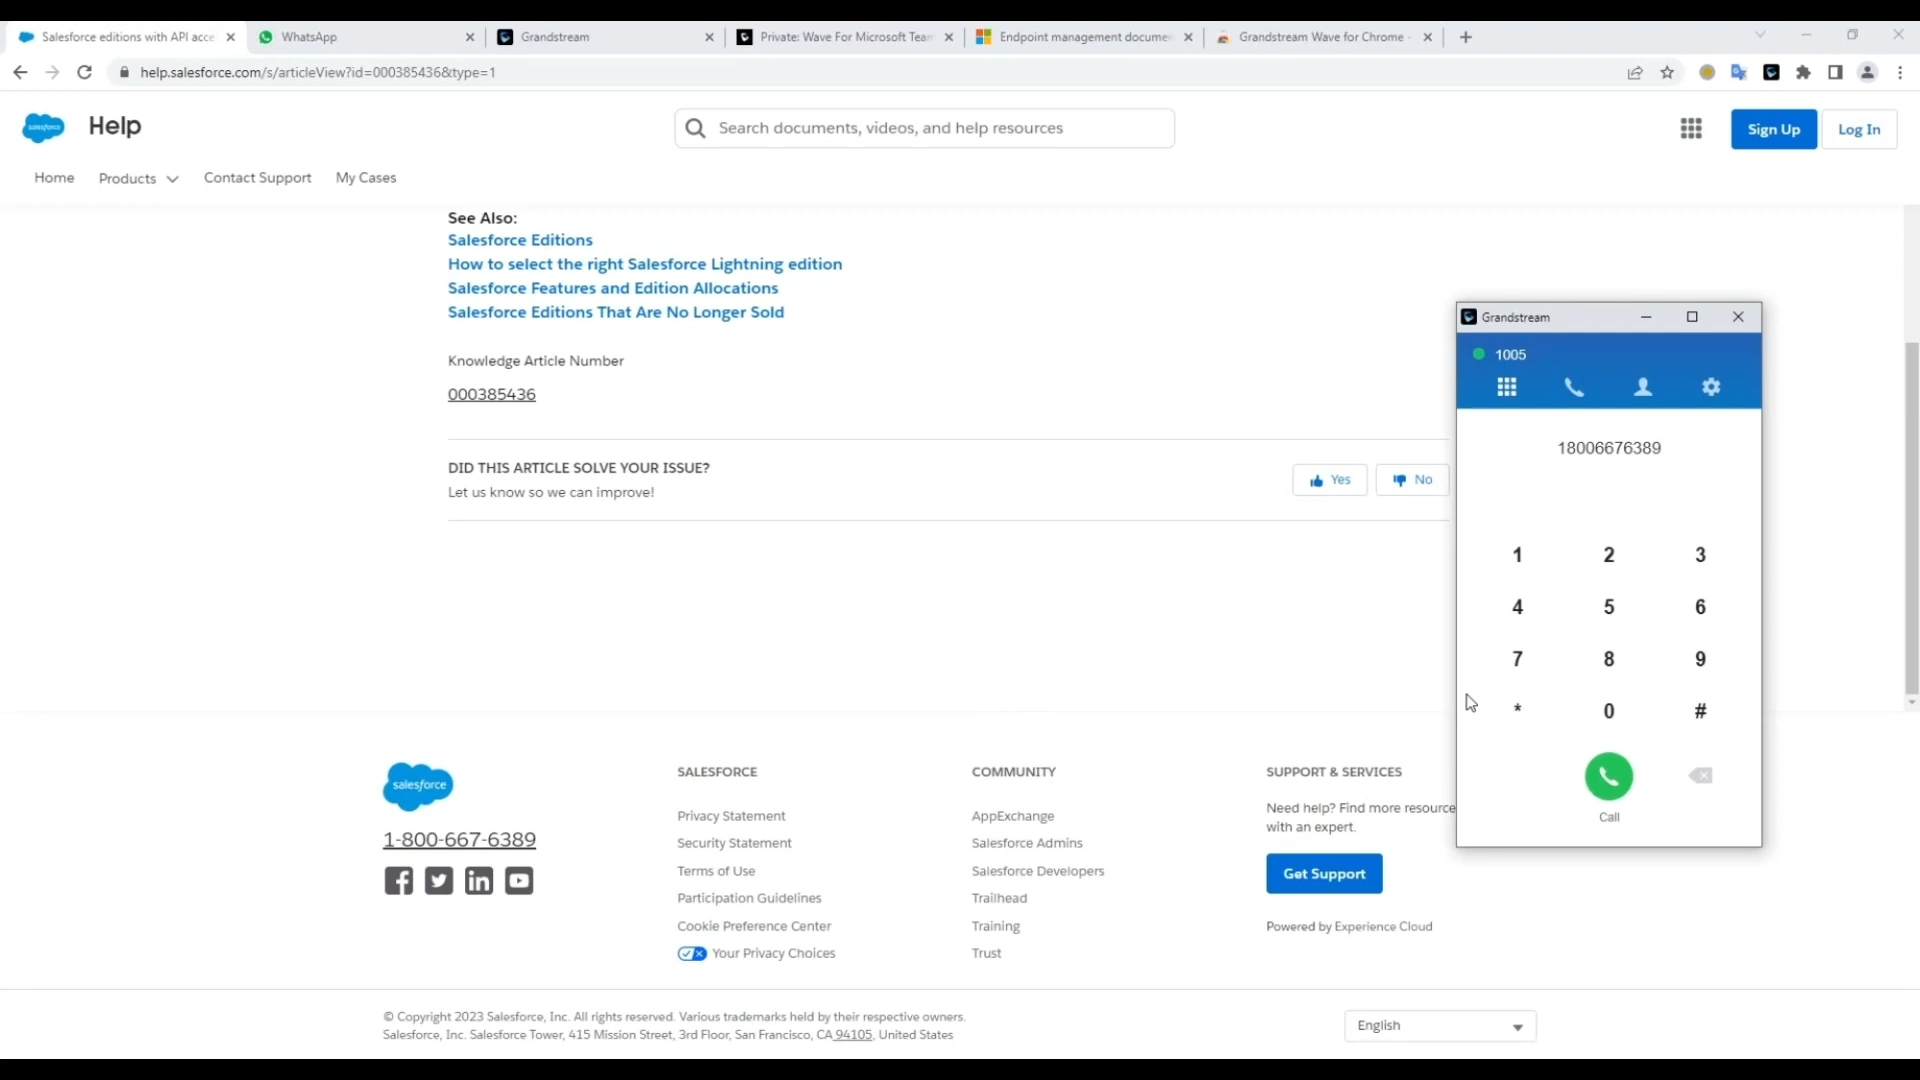 Salesforce editions with API acce
WhatsApp
Grandstream
Private: Wave For Microsoft Team
Endpoint management documen
Grandstream Wave for Chrome -
help.salesforce.com/s/articleView?id=000385436&type=1
salesforce
Help
Search documents, videos, and help resources
Sign Up
Log In
Home
Products
Contact Support
My Cases
See Also:
Salesforce Editions
How to select the right Salesforce Lightning edition
Salesforce Features and Edition Allocations
Salesforce Editions That Are No Longer Sold
Knowledge Article Number
000385436
DID THIS ARTICLE SOLVE YOUR ISSUE?
Let us know so we can improve!
Yes
No
Grandstream
1005
18006676389
1 2 3
4 5 6
7 8 9
* 0 #
Call
salesforce
1-800-667-6389
SALESFORCE
Privacy Statement
Security Statement
Terms of Use
Participation Guidelines
Cookie Preference Center
Your Privacy Choices
COMMUNITY
AppExchange
Salesforce Admins
Salesforce Developers
Trailhead
Training
Trust
SUPPORT & SERVICES
Need help? Find more resource
with an expert.
Get Support
Powered by Experience Cloud
© Copyright 2023 Salesforce, Inc. All rights reserved. Various trademarks held by their respective owners.
Salesforce, Inc. Salesforce Tower, 415 Mission Street, 3rd Floor, San Francisco, CA 94105, United States
English